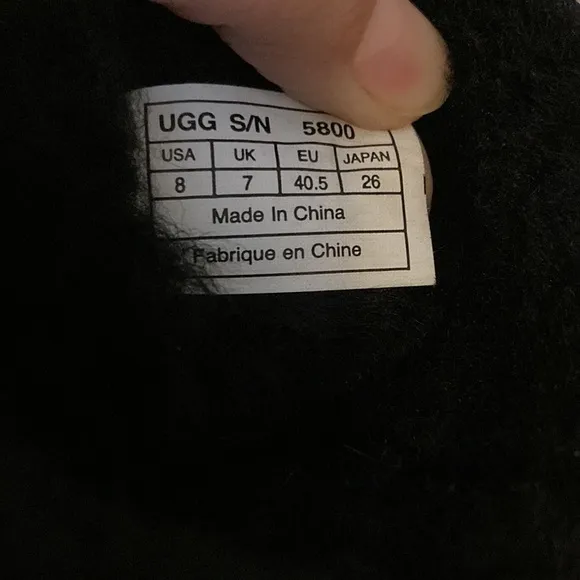 UGG S/N 5800
USA UK EU JAPAN
8 7 40.5 26
Made In China
Fabrique en Chine